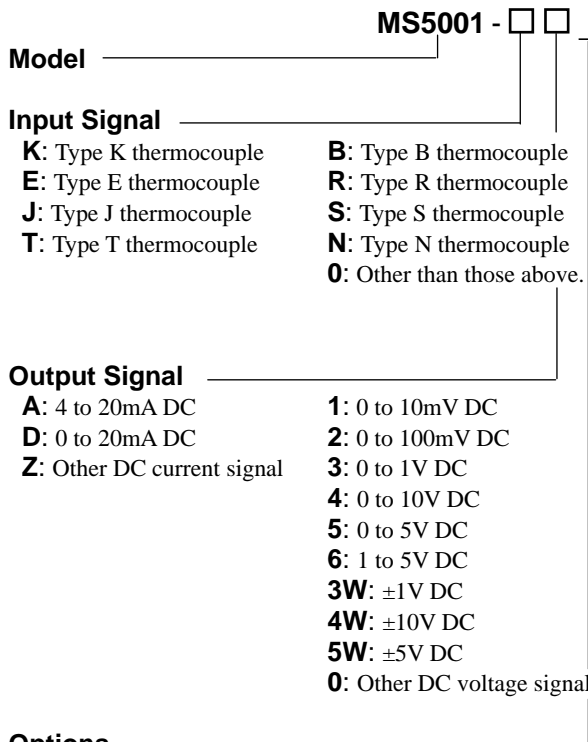 MS5001 - □ □
Model
Input Signal
K: Type K thermocouple
E: Type E thermocouple
J: Type J thermocouple
T: Type T thermocouple
B: Type B thermocouple
R: Type R thermocouple
S: Type S thermocouple
N: Type N thermocouple
0: Other than those above.
Output Signal
A: 4 to 20mA DC
D: 0 to 20mA DC
Z: Other DC current signal
1: 0 to 10mV DC
2: 0 to 100mV DC
3: 0 to 1V DC
4: 0 to 10V DC
5: 0 to 5V DC
6: 1 to 5V DC
3W: ±1V DC
4W: ±10V DC
5W: ±5V DC
0: Other DC voltage signal
Options